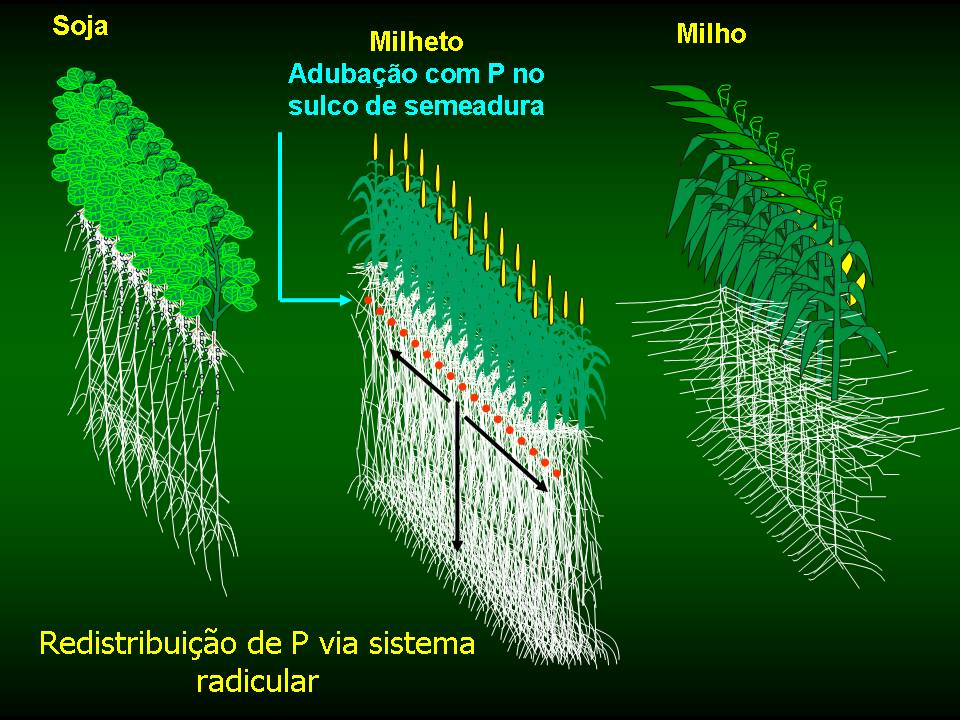 Soja
Milheto
Adubação com P no
sulco de semeadura
Milho
Redistribuição de P via sistema
radicular